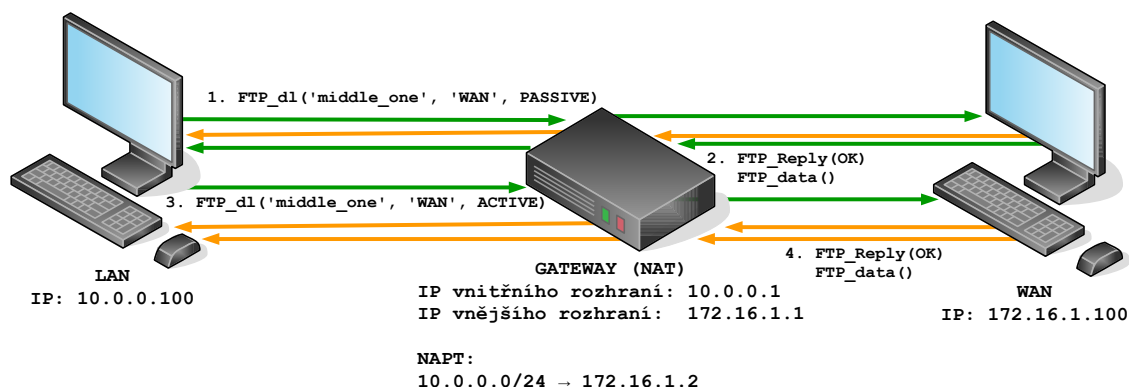 1. FTP_dl('middle_one', 'WAN', PASSIVE)
2. FTP_Reply(OK)
FTP_data()
3. FTP_dl('middle_one', 'WAN', ACTIVE)
4. FTP_Reply(OK)
FTP_data()
LAN
IP: 10.0.0.100
GATEWAY (NAT)
IP vnitřního rozhraní: 10.0.0.1
IP vnějšího rozhraní: 172.16.1.1
WAN
IP: 172.16.1.100
NAPT:
10.0.0.0/24 → 172.16.1.2